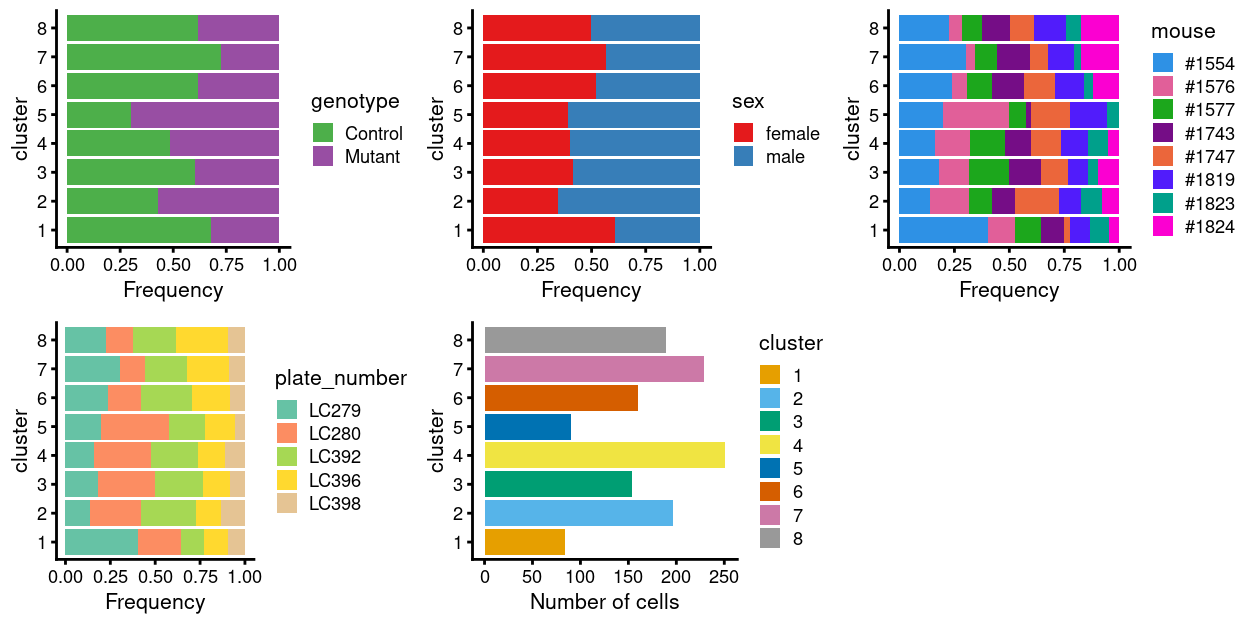 cluster
8
7
6
5
4
3
2
1
0.00 0.25 0.50 0.75 1.00
Frequency
genotype
Control
Mutant
cluster
8
7
6
5
4
3
2
1
0.00 0.25 0.50 0.75 1.00
Frequency
sex
female
male
cluster
8
7
6
5
4
3
2
1
0.00 0.25 0.50 0.75 1.00
Frequency
mouse
#1554
#1576
#1577
#1743
#1747
#1819
#1823
#1824
cluster
8
7
6
5
4
3
2
1
0.00 0.25 0.50 0.75 1.00
Frequency
plate_number
LC279
LC280
LC392
LC396
LC398
cluster
8
7
6
5
4
3
2
1
0 50 100 150 200 250
Number of cells
cluster
1
2
3
4
5
6
7
8